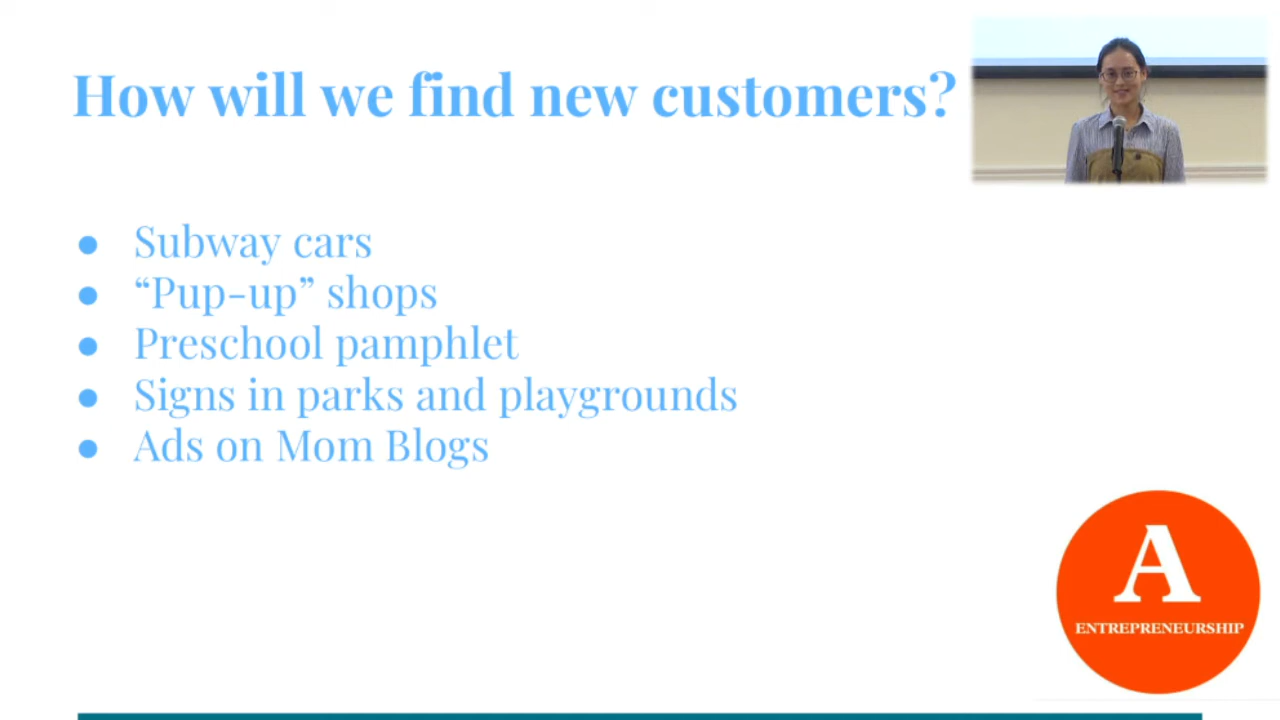 How will we find new customers?
● Subway cars
● “Pup-up” shops
● Preschool pamphlet
● Signs in parks and playgrounds
● Ads on Mom Blogs
A
ENTREPRENEURSHIP